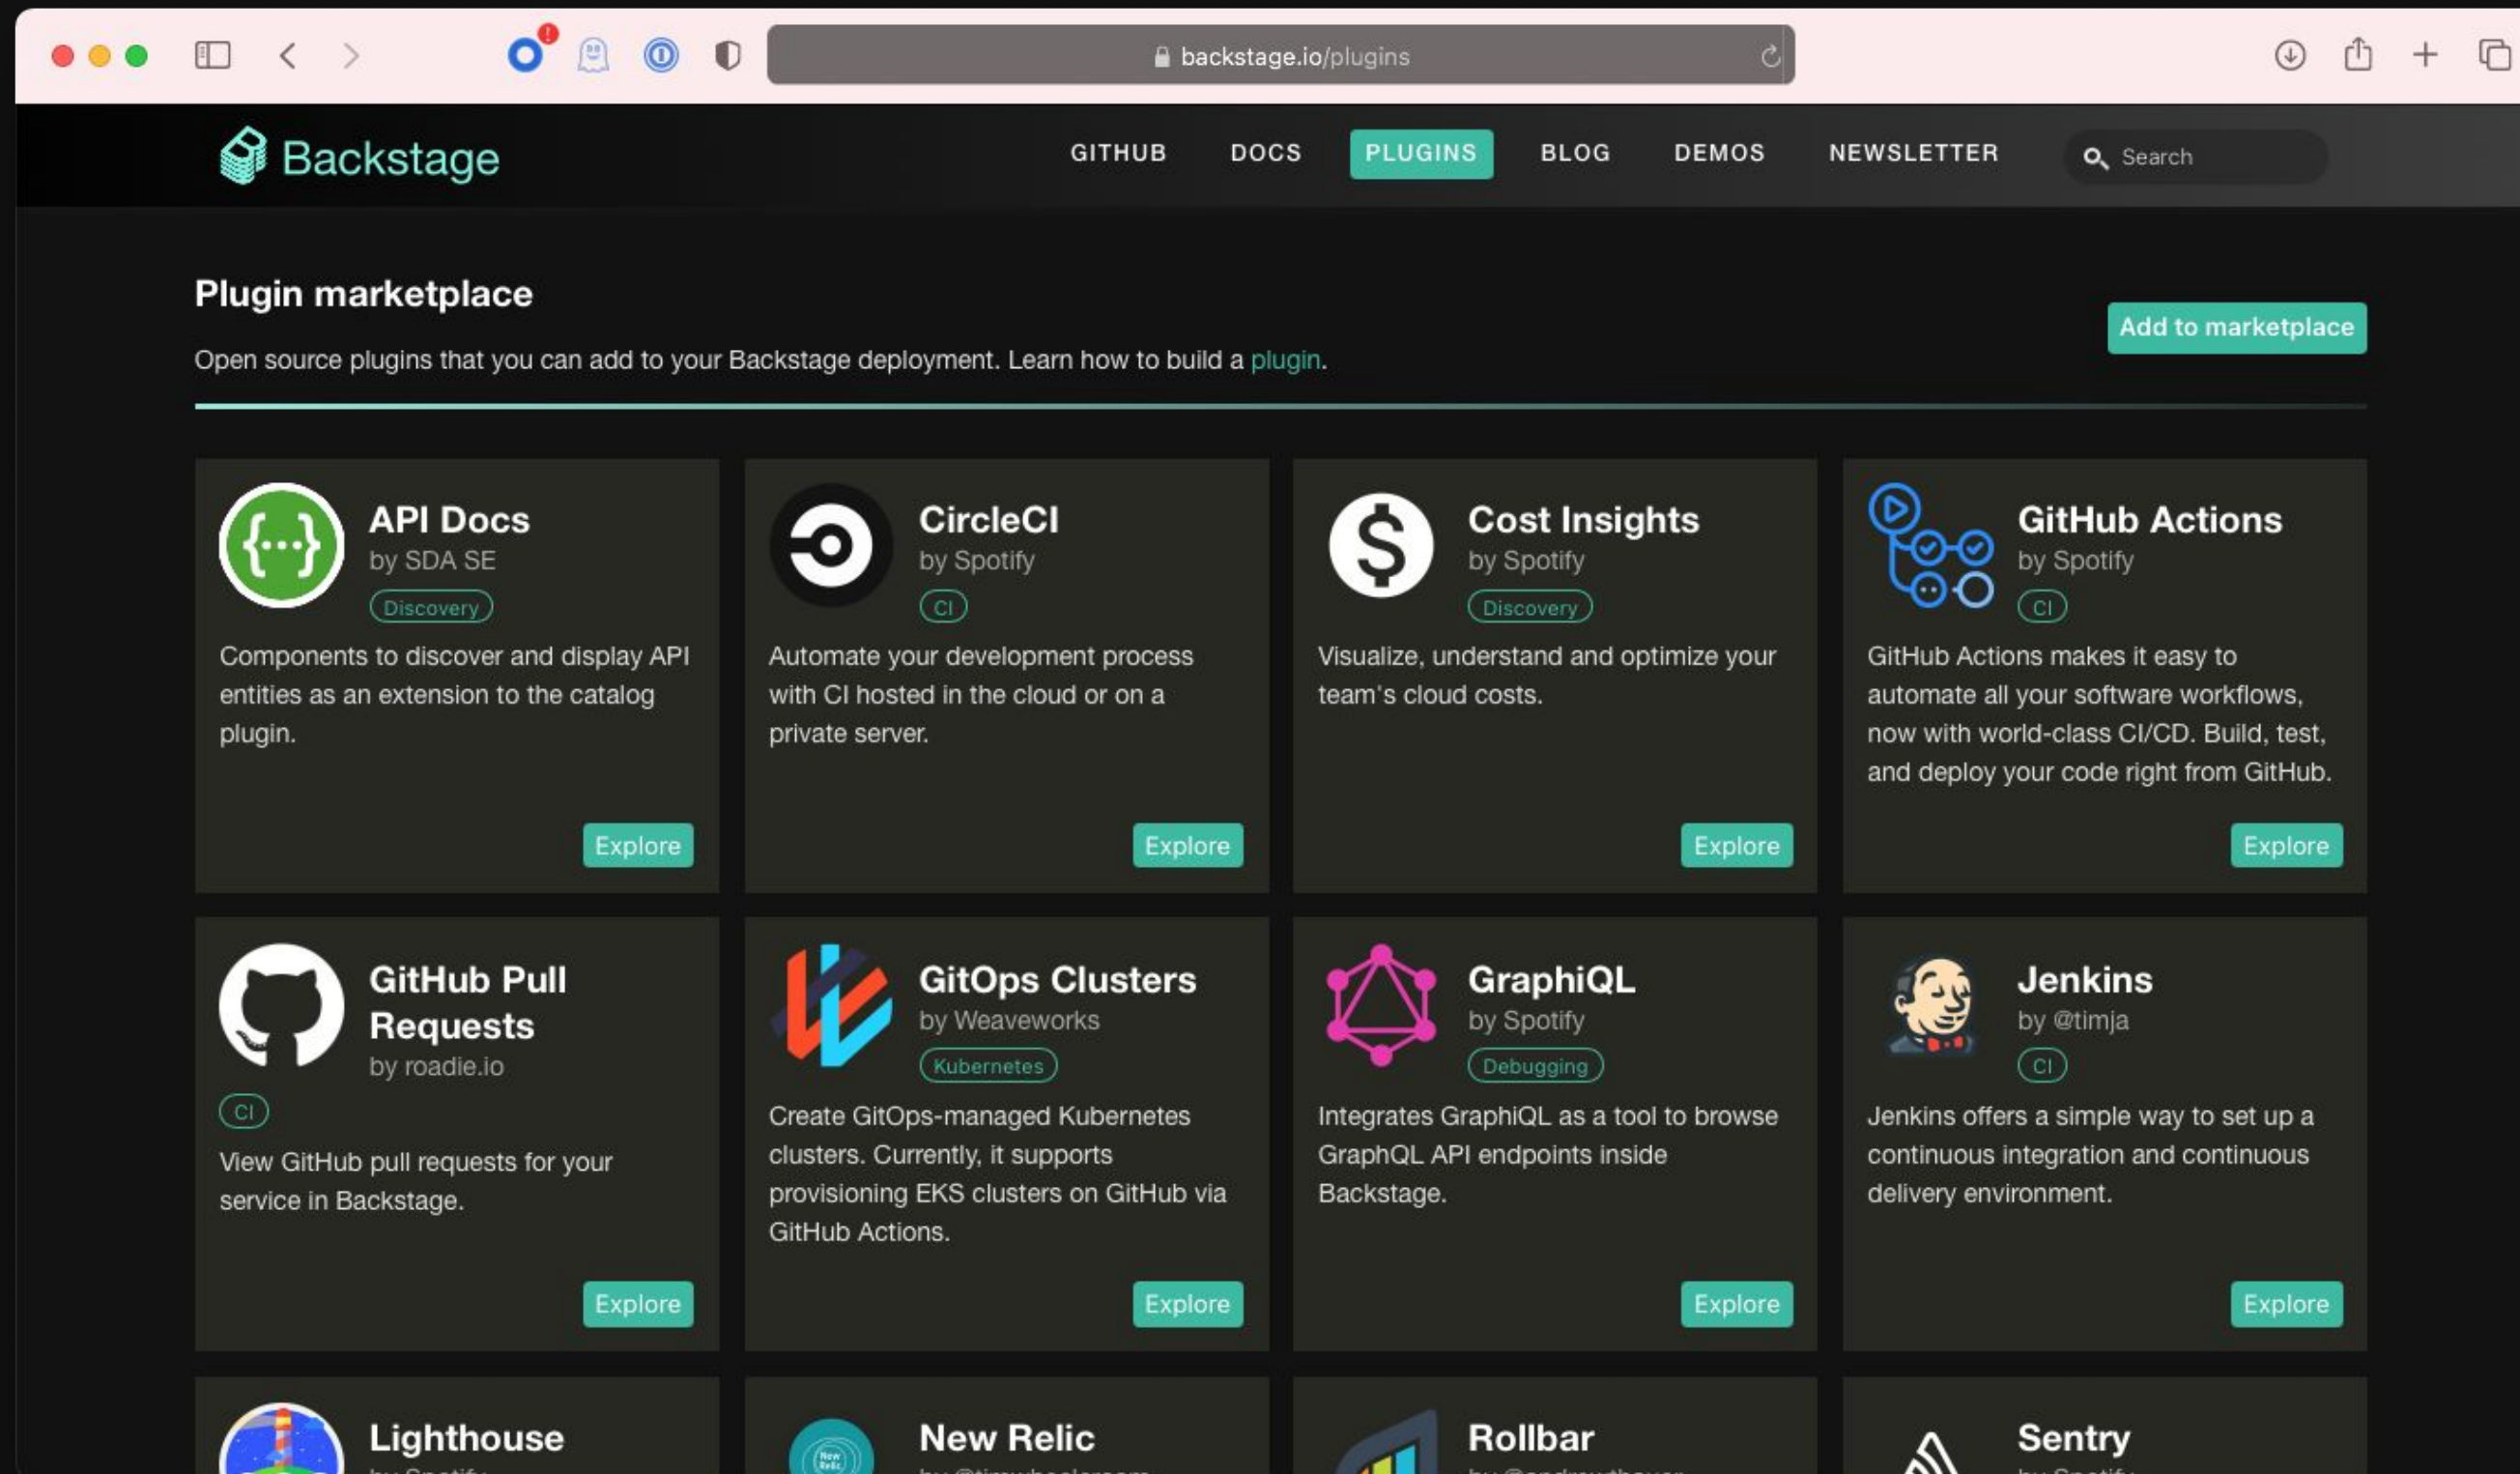 backstage.io/plugins
Backstage
GITHUB DOCS PLUGINS BLOG DEMOS NEWSLETTER Search
Plugin marketplace
Add to marketplace
Open source plugins that you can add to your Backstage deployment. Learn how to build a plugin.
API Docs
by SDA SE
Discovery
Components to discover and display API
entities as an extension to the catalog
plugin.
Explore
CircleCI
by Spotify
CI
Automate your development process
with CI hosted in the cloud or on a
private server.
Explore
Cost Insights
by Spotify
Discovery
Visualize, understand and optimize your
team's cloud costs.
Explore
GitHub Actions
by Spotify
CI
GitHub Actions makes it easy to
automate all your software workflows,
now with world-class CI/CD. Build, test,
and deploy your code right from GitHub.
Explore
GitHub Pull
Requests
by roadie.io
CI
View GitHub pull requests for your
service in Backstage.
Explore
GitOps Clusters
by Weaveworks
Kubernetes
Create GitOps-managed Kubernetes
clusters. Currently, it supports
provisioning EKS clusters on GitHub via
GitHub Actions.
Explore
GraphiQL
by Spotify
Debugging
Integrates GraphiQL as a tool to browse
GraphQL API endpoints inside
Backstage.
Explore
Jenkins
by @timja
CI
Jenkins offers a simple way to set up a
continuous integration and continuous
delivery environment.
Explore
Lighthouse
New Relic
New
Relic
Rollbar
Sentry